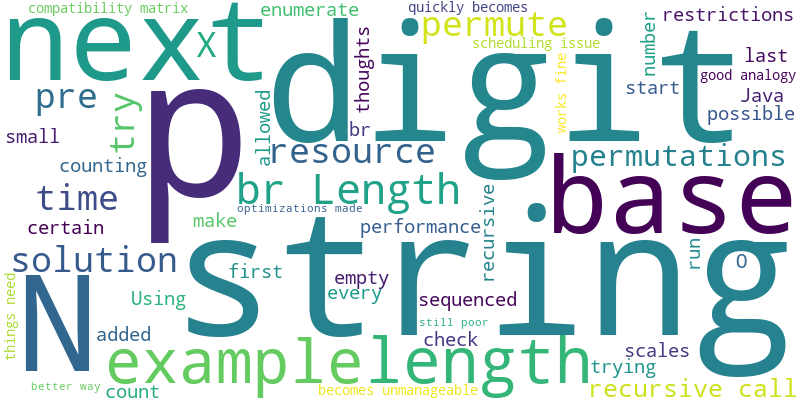 compatibility matrix
quickly becomes
next
enumerate
X
permute
restrictions
scheduling issue
digit
number
thoughts
last
good analogy
pre
try
p
allowed
works fine
start
Java
possible
small
br
resource
permutations
counting
time
br Length
base
certain
optimizations made
make
performance
recursive
string
run
solution
first
empty
every
sequenced
O
things need
N
Using
added
still poor
check
example
length
scales
trying
better way
count
becomes unmanageable
recursive call